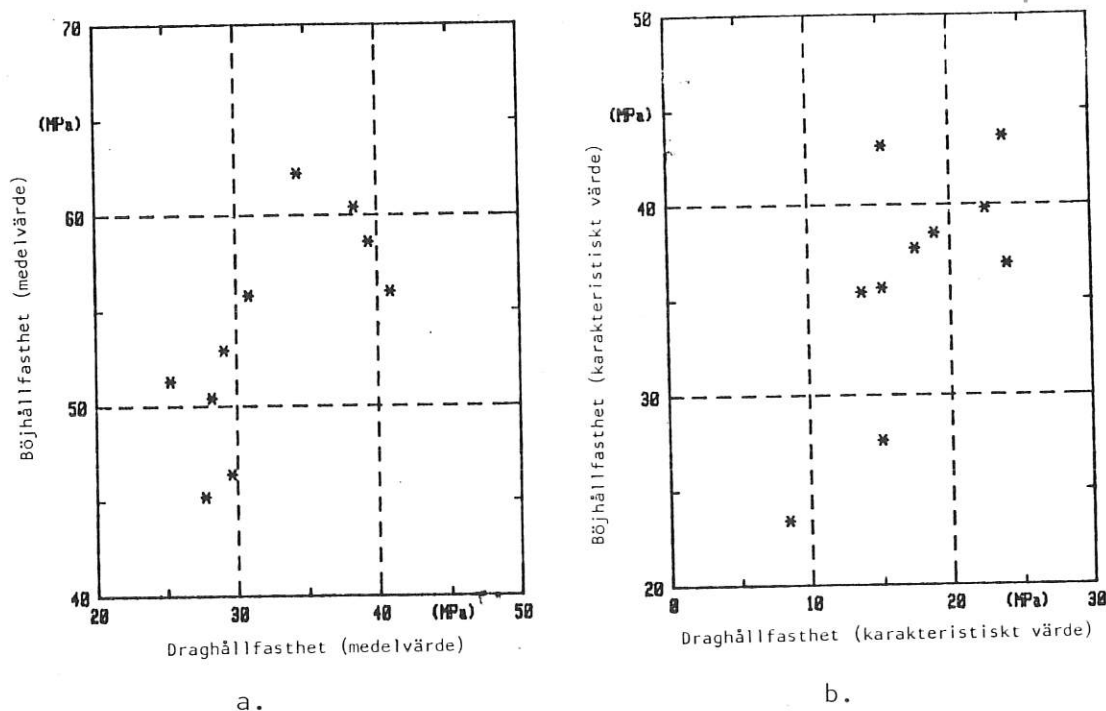 70
(MPa)
60
50
40
20
30
40
(MPa)
50
Böjhållfasthet (medelvärde)
Draghållfasthet (medelvärde)
a.
50
(MPa)
40
30
20
0
10
20
(MPa)
30
Böjhållfasthet (karakteristiskt värde)
Draghållfasthet (karakteristiskt värde)
b.